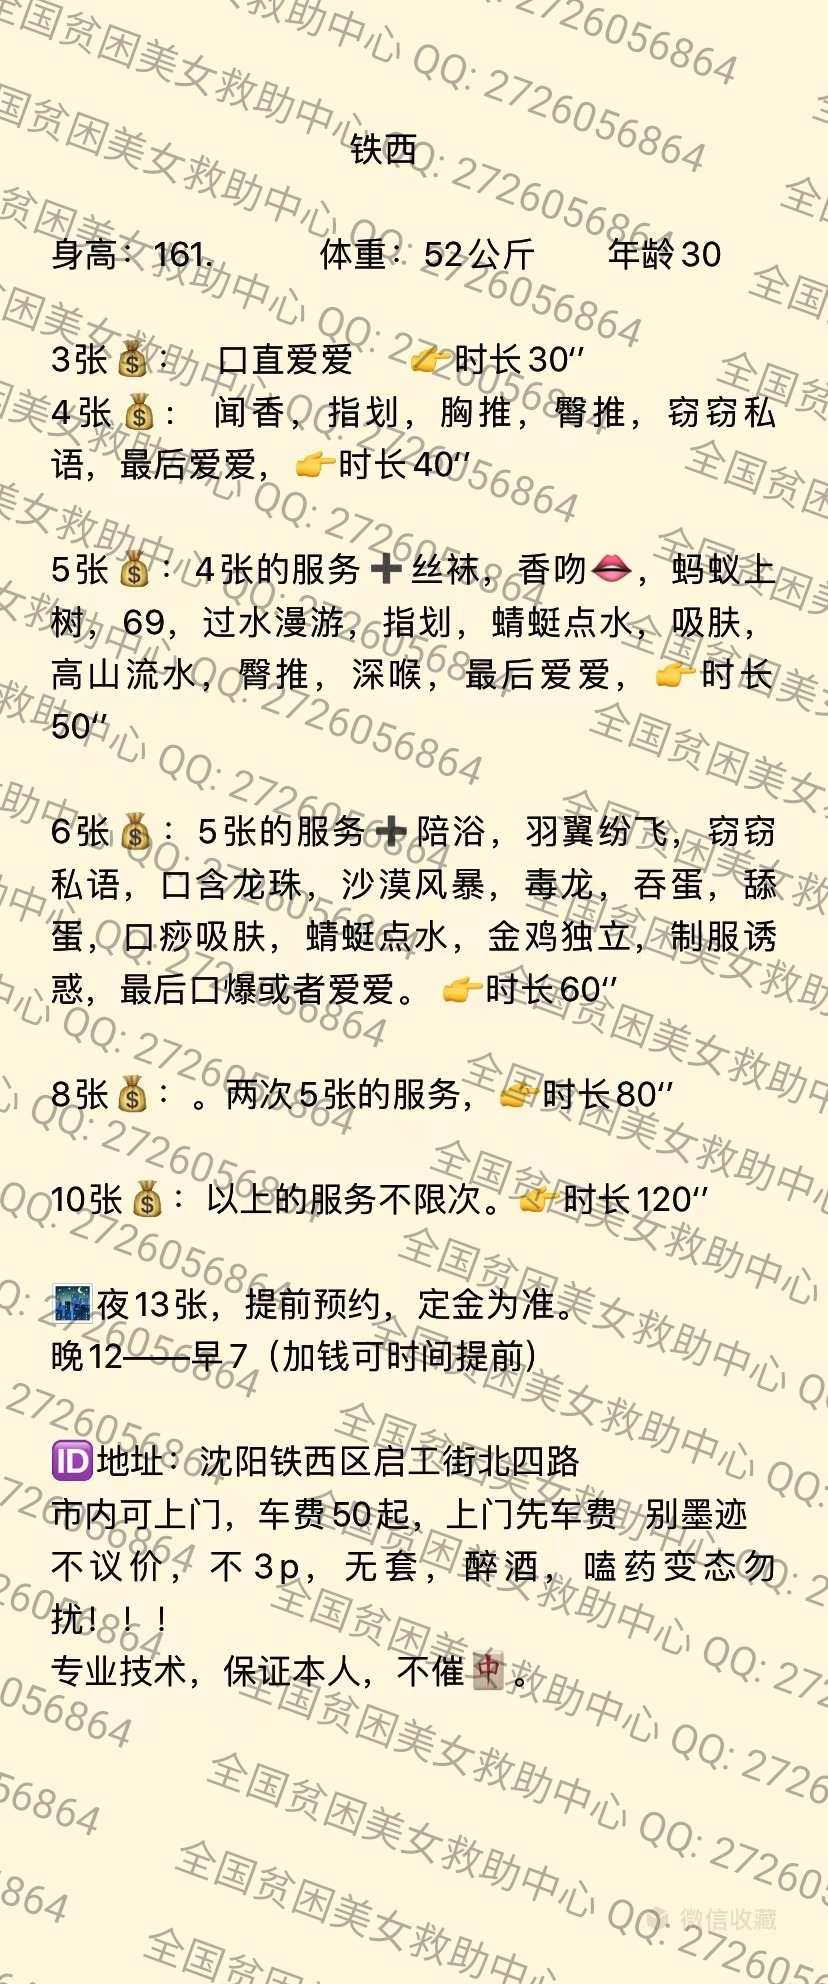 铁西
身高：161.    体重：52公斤    年龄30
3张💰：  口直爱爱  👉时长30‘’
4张💰： 闻香，指划，胸推，臀推，窃窃私
语，最后爱爱，👉时长40‘’
5张💰：4张的服务➕丝袜，香吻👄，蚂蚁上
树，69，过水漫游，指划，蜻蜓点水，吸肤，
高山流水，臀推，深喉，最后爱爱，👉时长
50‘’
6张💰：5张的服务➕陪浴，羽翼纷飞，窃窃
私语，口含龙珠，沙漠风暴，毒龙，吞蛋，舔
蛋，口痧吸肤，蜻蜓点水，金鸡独立，制服诱
惑，最后口爆或者爱爱。👉时长60‘’
8张💰：。两次5张的服务，👉时长80‘’
10张💰：以上的服务不限次。👉时长120‘’
🌃夜13张，提前预约，定金为准。
晚12——早7（加钱可时间提前）
🆔地址：沈阳铁西区启工街北四路
市内可上门，车费50起，上门先车费 别墨迹
不议价，不3p，无套，醉酒，嗑药变态勿
扰！！！
专业技术，保证本人，不催🀄。
全国贫困美女救助中心 QQ: 2726056864
微信收藏